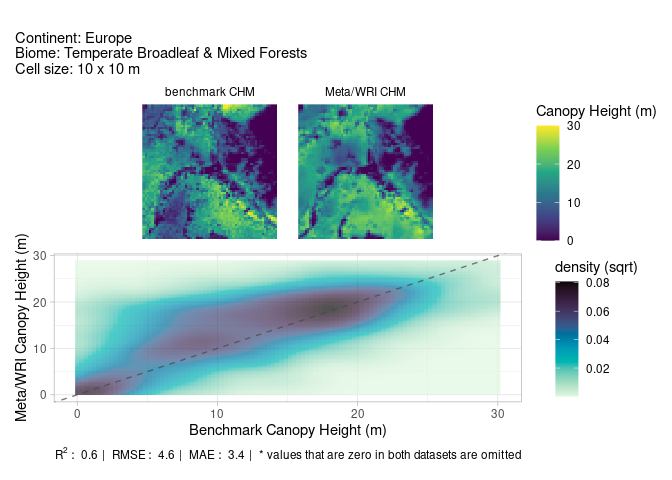 Continent: Europe
Biome: Temperate Broadleaf & Mixed Forests
Cell size: 10 x 10 m
benchmark CHM
Meta/WRI CHM
Canopy Height (m)
30
20
10
0
Meta/WRI Canopy Height (m)
30
20
10
0
0
10
20
30
Benchmark Canopy Height (m)
density (sqrt)
0.08
0.06
0.04
0.02
R² : 0.6 | RMSE : 4.6 | MAE : 3.4 | * values that are zero in both datasets are omitted